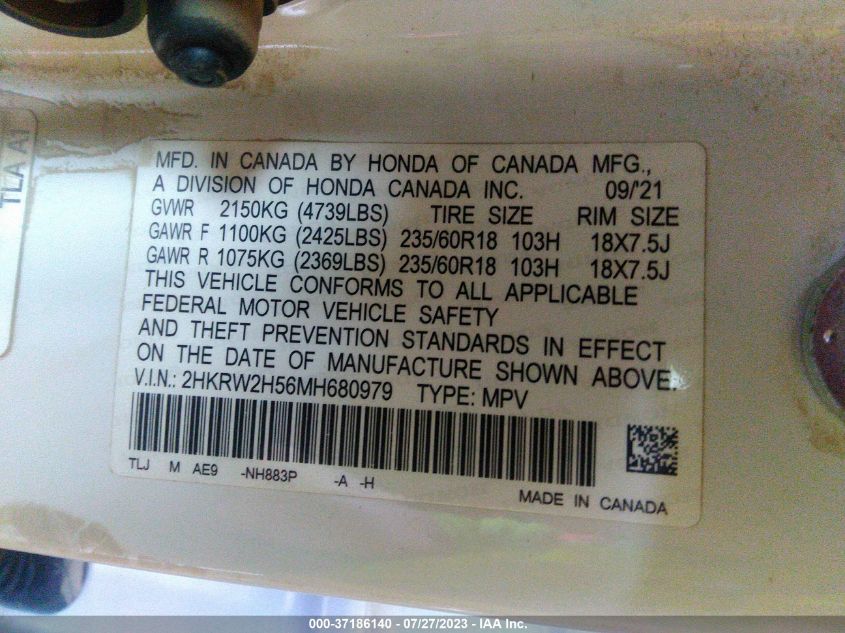 TLA A1
MFD. IN CANADA BY HONDA OF CANADA MFG.,
A DIVISION OF HONDA CANADA INC. 09/'21
GVWR 2150KG (4739LBS) TIRE SIZE RIM SIZE
GAWR F 1100KG (2425LBS) 235/60R18 103H 18X7.5J
GAWR R 1075KG (2369LBS) 235/60R18 103H 18X7.5J
THIS VEHICLE CONFORMS TO ALL APPLICABLE
FEDERAL MOTOR VEHICLE SAFETY
AND THEFT PREVENTION STANDARDS IN EFFECT
ON THE DATE OF MANUFACTURE SHOWN ABOVE.
V.I.N.: 2HKRW2H56MH680979 TYPE: MPV
TLJ M AE9 -NH883P -A -H
MADE IN CANADA
000-37186140 - 07/27/2023 - IAA Inc.